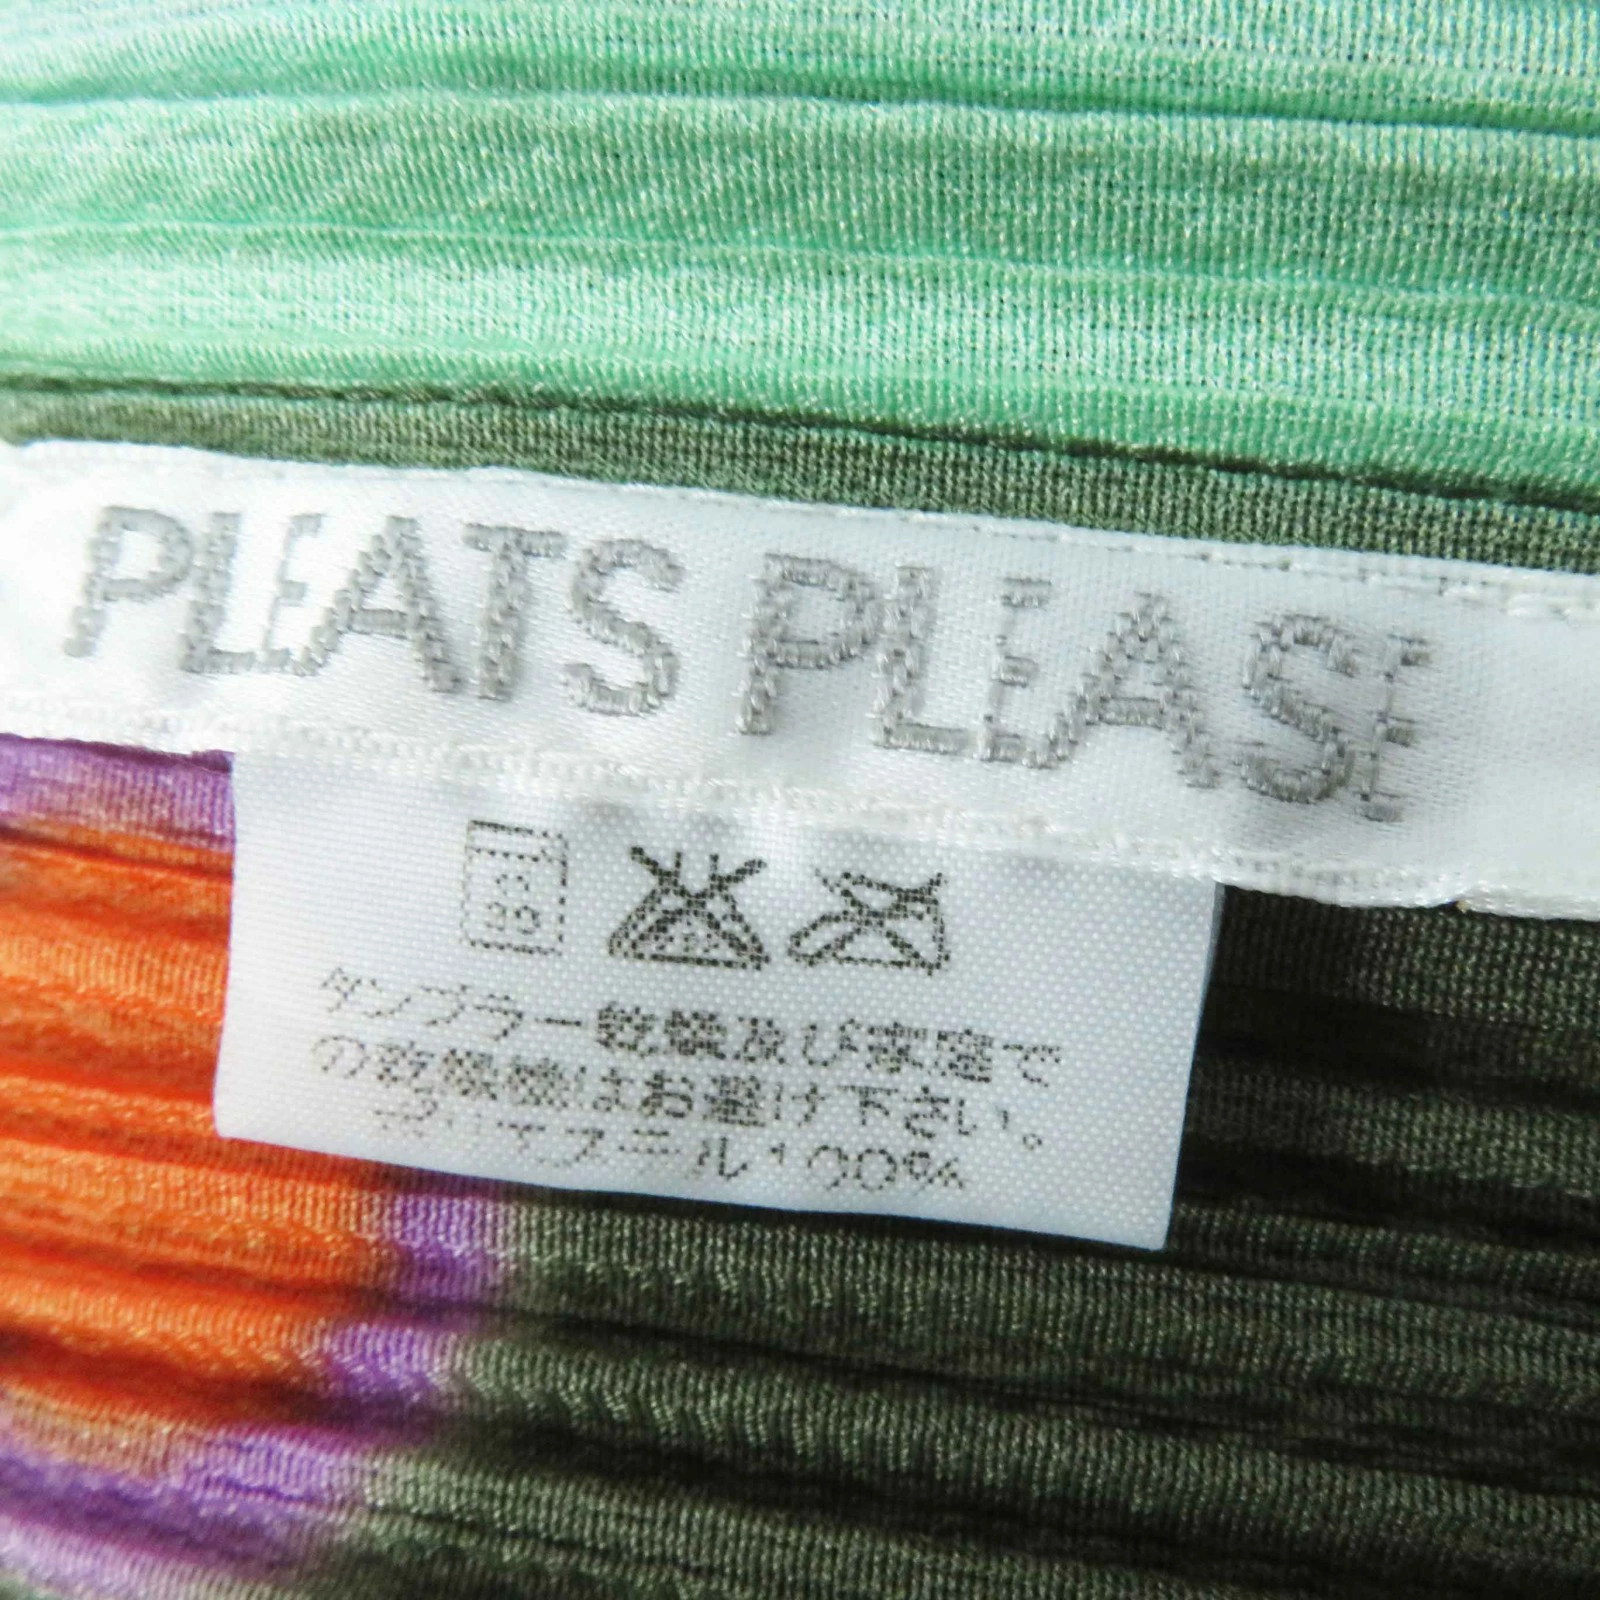 PLEATS PLEASE
タンブラー乾燥及び家庭で
の乾燥機はお避け下さい。
ポリエステル100%